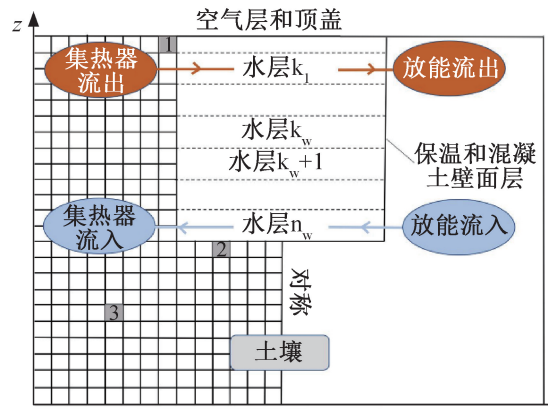 空气层和顶盖
z
1
集热器
流出
水层k1
放能流出
水层kw
水层kw+1
保温和混凝
土壁面层
集热器
流入
水层nw
放能流入
2
对称
3
土壤